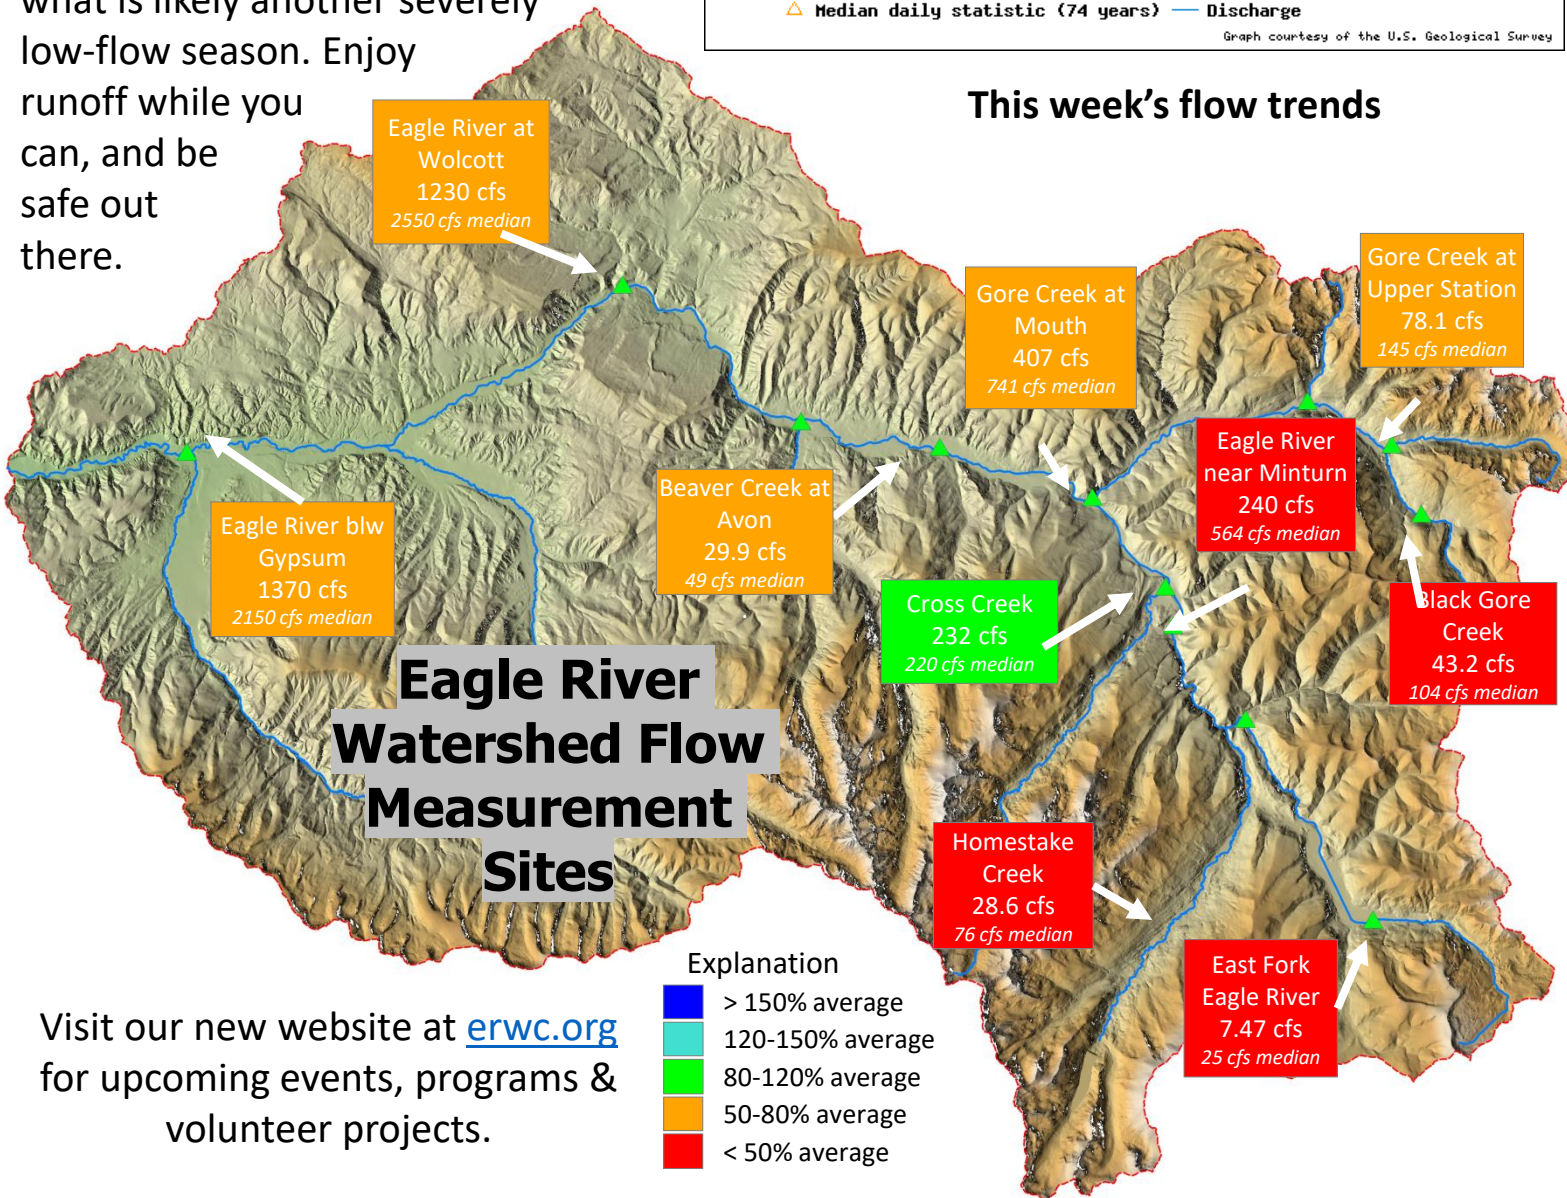 what is likely another severely
low-flow season. Enjoy
runoff while you
can, and be
safe out
there.
△ Median daily statistic (74 years) — Discharge
Graph courtesy of the U.S. Geological Survey
This week's flow trends
Eagle River at
Wolcott
1230 cfs
2550 cfs median
Gore Creek at
Mouth
407 cfs
741 cfs median
Gore Creek at
Upper Station
78.1 cfs
145 cfs median
Eagle River
near Minturn
240 cfs
564 cfs median
Beaver Creek at
Avon
29.9 cfs
49 cfs median
Eagle River blw
Gypsum
1370 cfs
2150 cfs median
Cross Creek
232 cfs
220 cfs median
Black Gore
Creek
43.2 cfs
104 cfs median
Eagle River
Watershed Flow
Measurement
Sites
Homestake
Creek
28.6 cfs
76 cfs median
East Fork
Eagle River
7.47 cfs
25 cfs median
Explanation
> 150% average
120-150% average
80-120% average
50-80% average
< 50% average
Visit our new website at erwc.org
for upcoming events, programs &
volunteer projects.